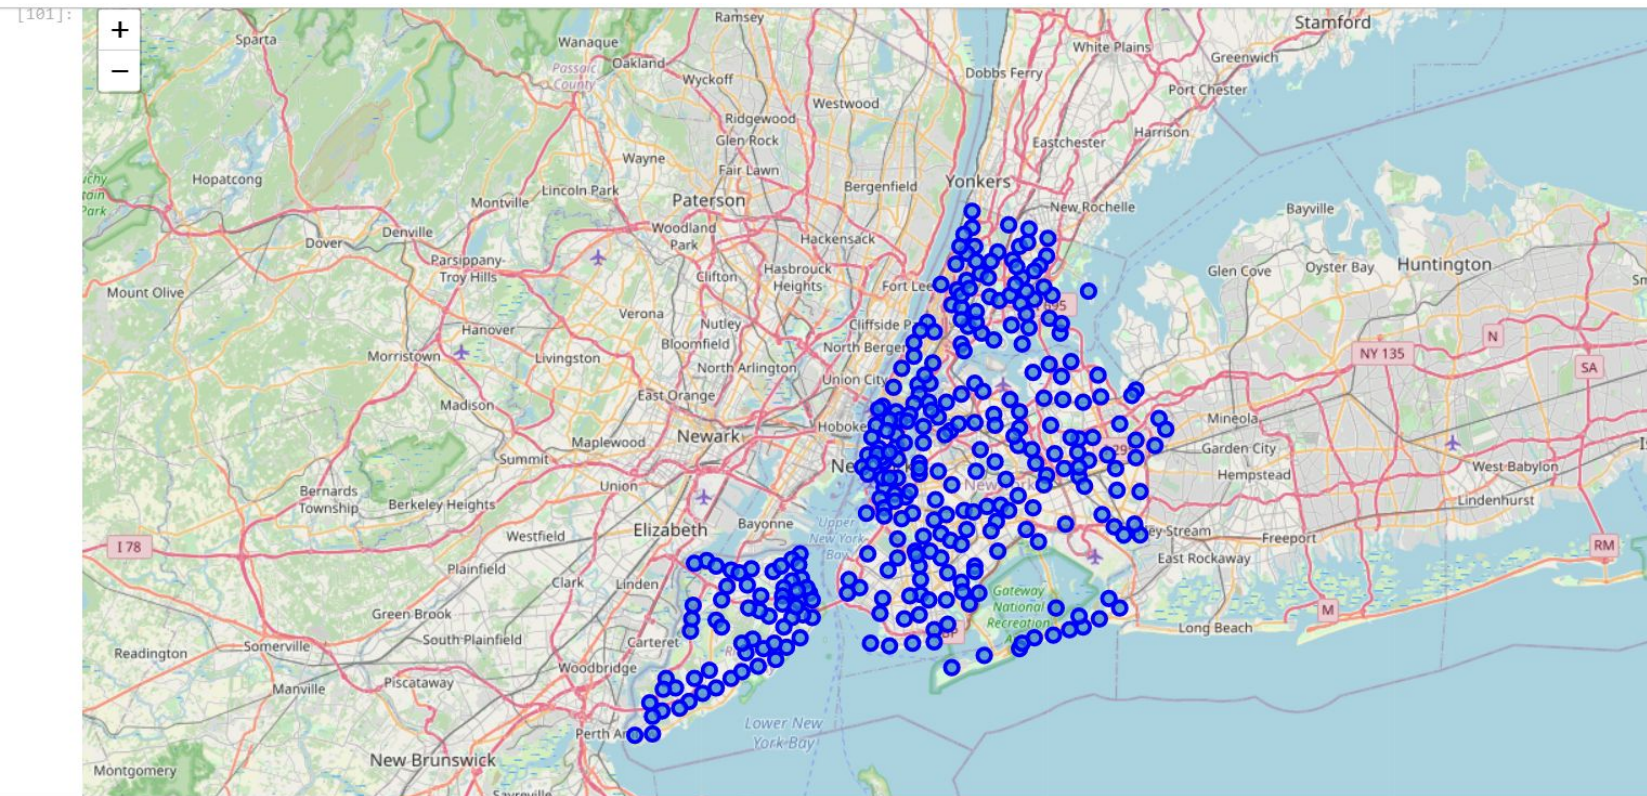 [101]:
+
−
Ramsey
Stamford
Sparta
Wanaque
White Plains
Oakland
Greenwich
Passaic
County
Wyckoff
Dobbs Ferry
Port Chester
Westwood
Ridgewood
Harrison
Glen Rock
Eastchester
Wayne
Fair Lawn
Hopatcong
Lincoln Park
Bergenfield
Yonkers
Montville
Paterson
New Rochelle
Bayville
Woodland
Park
Denville
Hackensack
Dover
Parsippany-
Troy Hills
Clifton
Hasbrouck
Heights
Glen Cove
Oyster Bay
Huntington
Mount Olive
Fort Lee
Verona
Nutley
Cliffside
Hanover
Bloomfield
North Berge
N
NY 135
Morristown
Livingston
North Arlington
SA
Union City
East Orange
Madison
Mineola
Hoboke
Maplewood
Newark
Garden City
Summit
West Babylon
Hempstead
Union
Bernards
Township
Berkeley Heights
Lindenhurst
Elizabeth
Bayonne
Upper
New York
Bay
ey Stream
Freeport
Westfield
I 78
RM
East Rockaway
Plainfield
Clark
Linden
Gateway
National
Recreation
Green Brook
M
Long Beach
South Plainfield
Carteret
Somerville
Readington
Woodbridge
Piscataway
Manville
Lower New
York Bay
Perth Am
New Brunswick
Montgomery
Sayreville